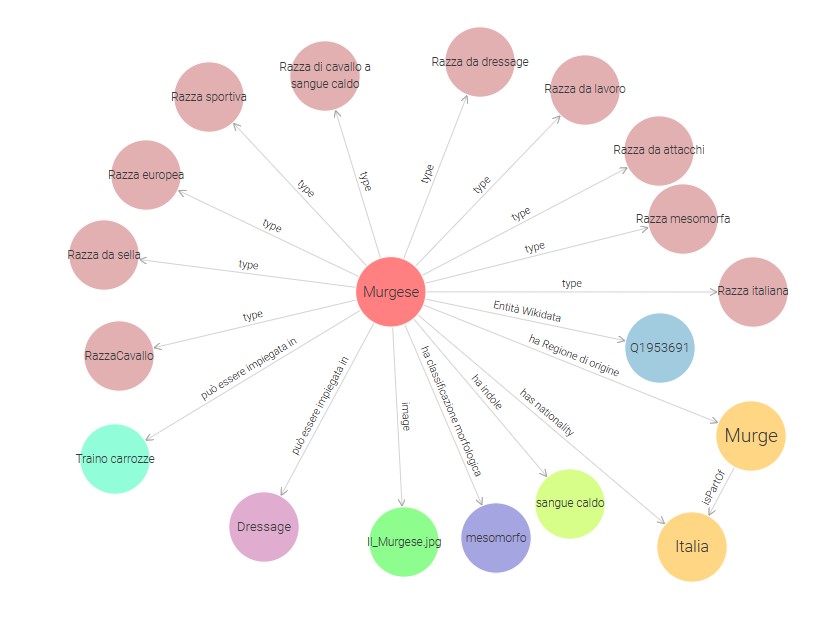 Razza da dressage
Razza di cavallo a
sangue caldo
Razza da lavoro
Razza sportiva
Razza da attacchi
Razza europea
type
type
type
type
type
Razza mesomorfa
type
type
Razza da sella
type
type
type
Murgese
Razza italiana
Entità Wikidata
type
Q1953691
RazzaCavallo
ha Regione di origine
può essere impiegata in
ha indole
può essere impiegata in
image
ha classificazione morfologica
has nationality
Murge
Traino carrozze
isPartOf
sangue caldo
Dressage
mesomorfo
Il_Murgese.jpg
Italia